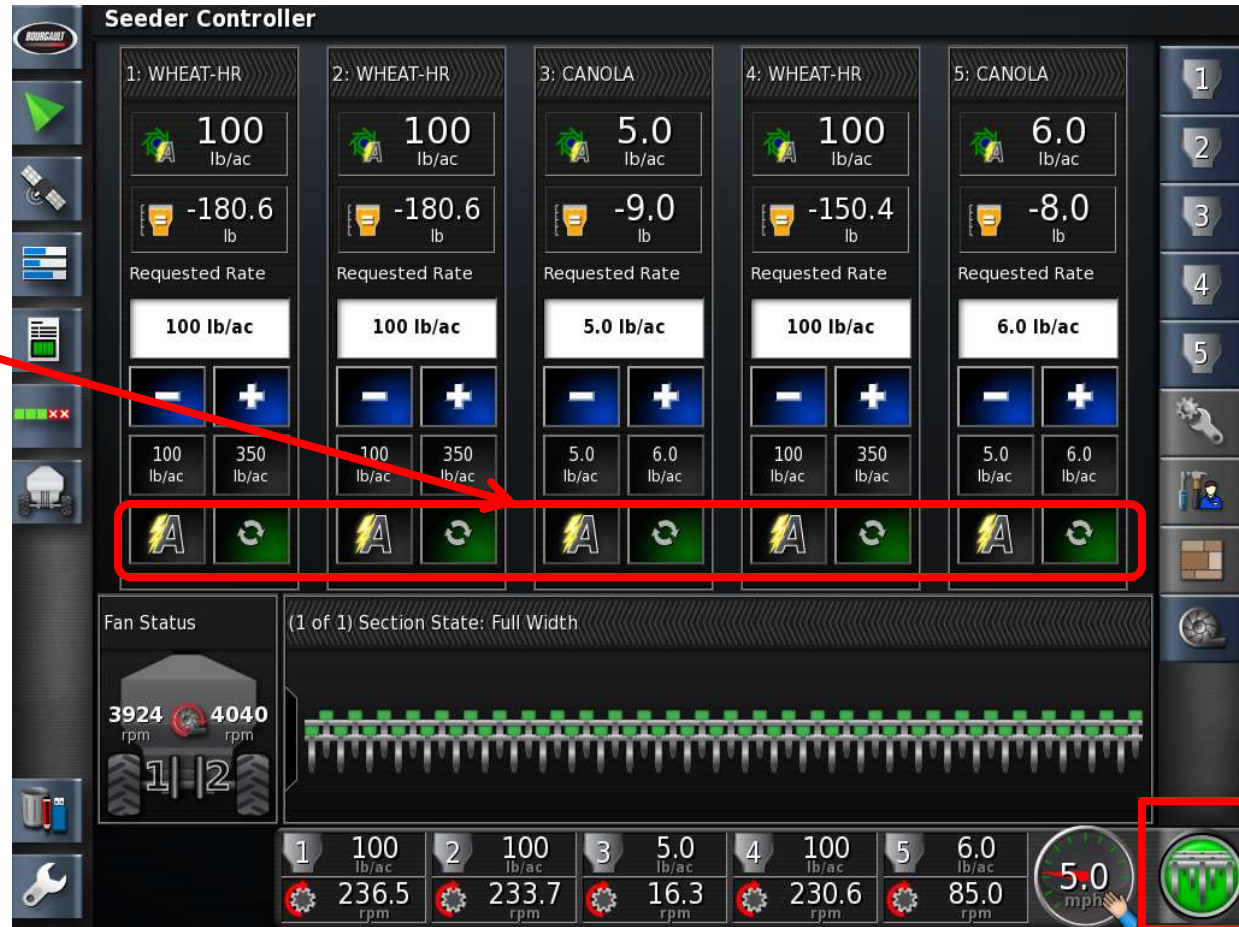 Seeder Controller
BOURGAULT
1: WHEAT-HR
2: WHEAT-HR
3: CANOLA
4: WHEAT-HR
5: CANOLA
A 100
lb/ac
A 100
lb/ac
A 5.0
lb/ac
A 100
lb/ac
A 6.0
lb/ac
-180.6
lb
-180.6
lb
-9.0
lb
-150.4
lb
-8.0
lb
Requested Rate
Requested Rate
Requested Rate
Requested Rate
Requested Rate
100 lb/ac
100 lb/ac
5.0 lb/ac
100 lb/ac
6.0 lb/ac
- +
- +
- +
- +
- +
100 350
lb/ac lb/ac
100 350
lb/ac lb/ac
5.0 6.0
lb/ac lb/ac
100 350
lb/ac lb/ac
5.0 6.0
lb/ac lb/ac
A
A
A
A
A
1
2
3
4
5
Fan Status
3924 4040
rpm rpm
1 2
(1 of 1) Section State: Full Width
1 100
lb/ac
236.5
rpm
2 100
lb/ac
233.7
rpm
3 5.0
lb/ac
16.3
rpm
4 100
lb/ac
230.6
rpm
5 6.0
lb/ac
85.0
rpm
5.0
mph